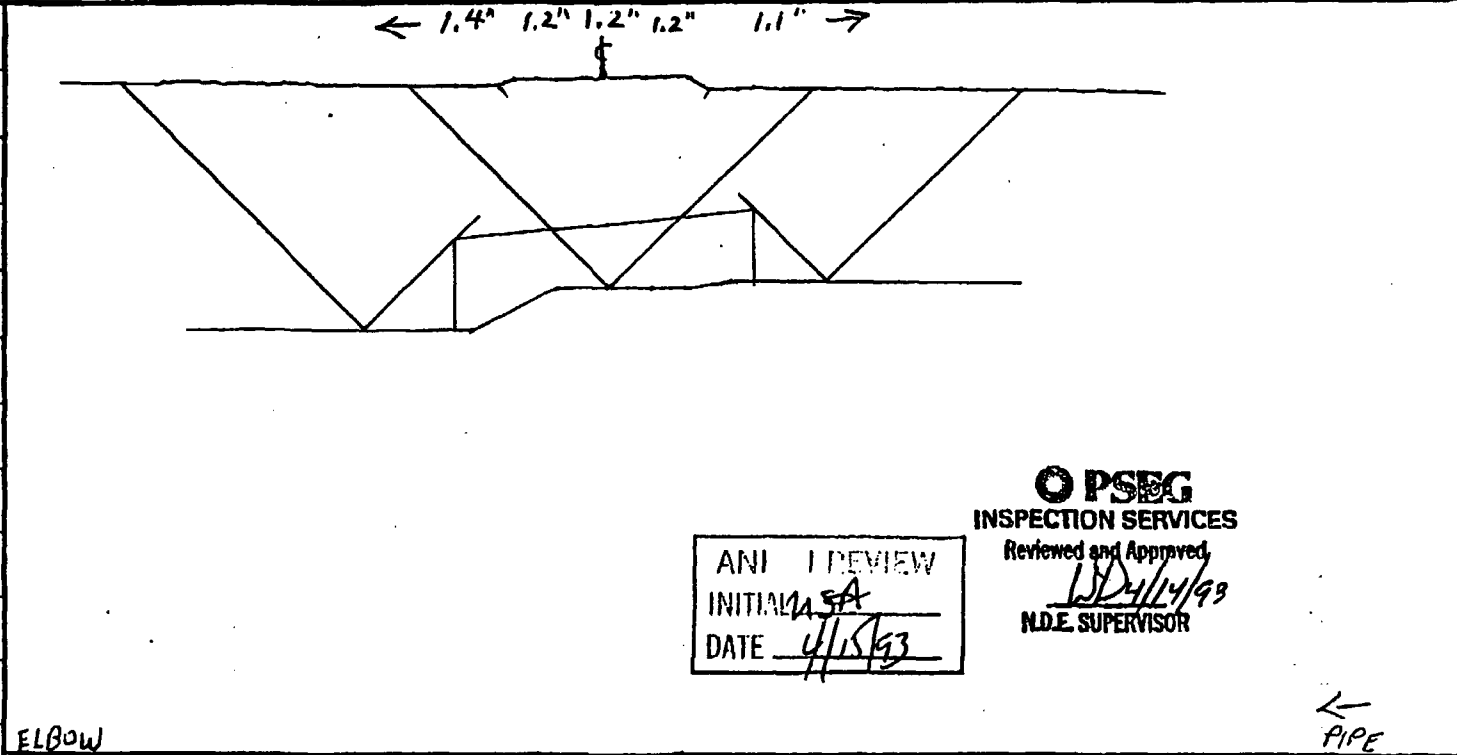 ← 1.4" 1.2" 1.2" 1.2" 1.1" →
℄
PSEG
INSPECTION SERVICES
Reviewed and Approved
4/14/93
N.D.E. SUPERVISOR
ANI I REVIEW
INITIAL
DATE 4/15/93
ELBOW
←
PIPE